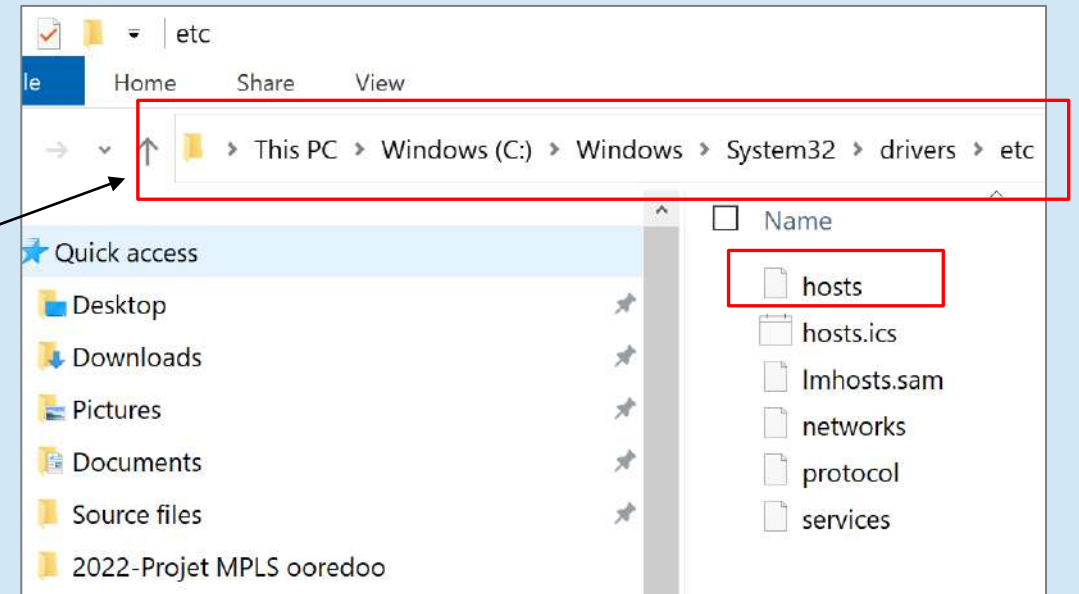 etc
le Home Share View
This PC > Windows (C:) > Windows > System32 > drivers > etc
Quick access
Desktop
Downloads
Pictures
Documents
Source files
2022-Projet MPLS ooredoo
Name
hosts
hosts.ics
lmhosts.sam
networks
protocol
services